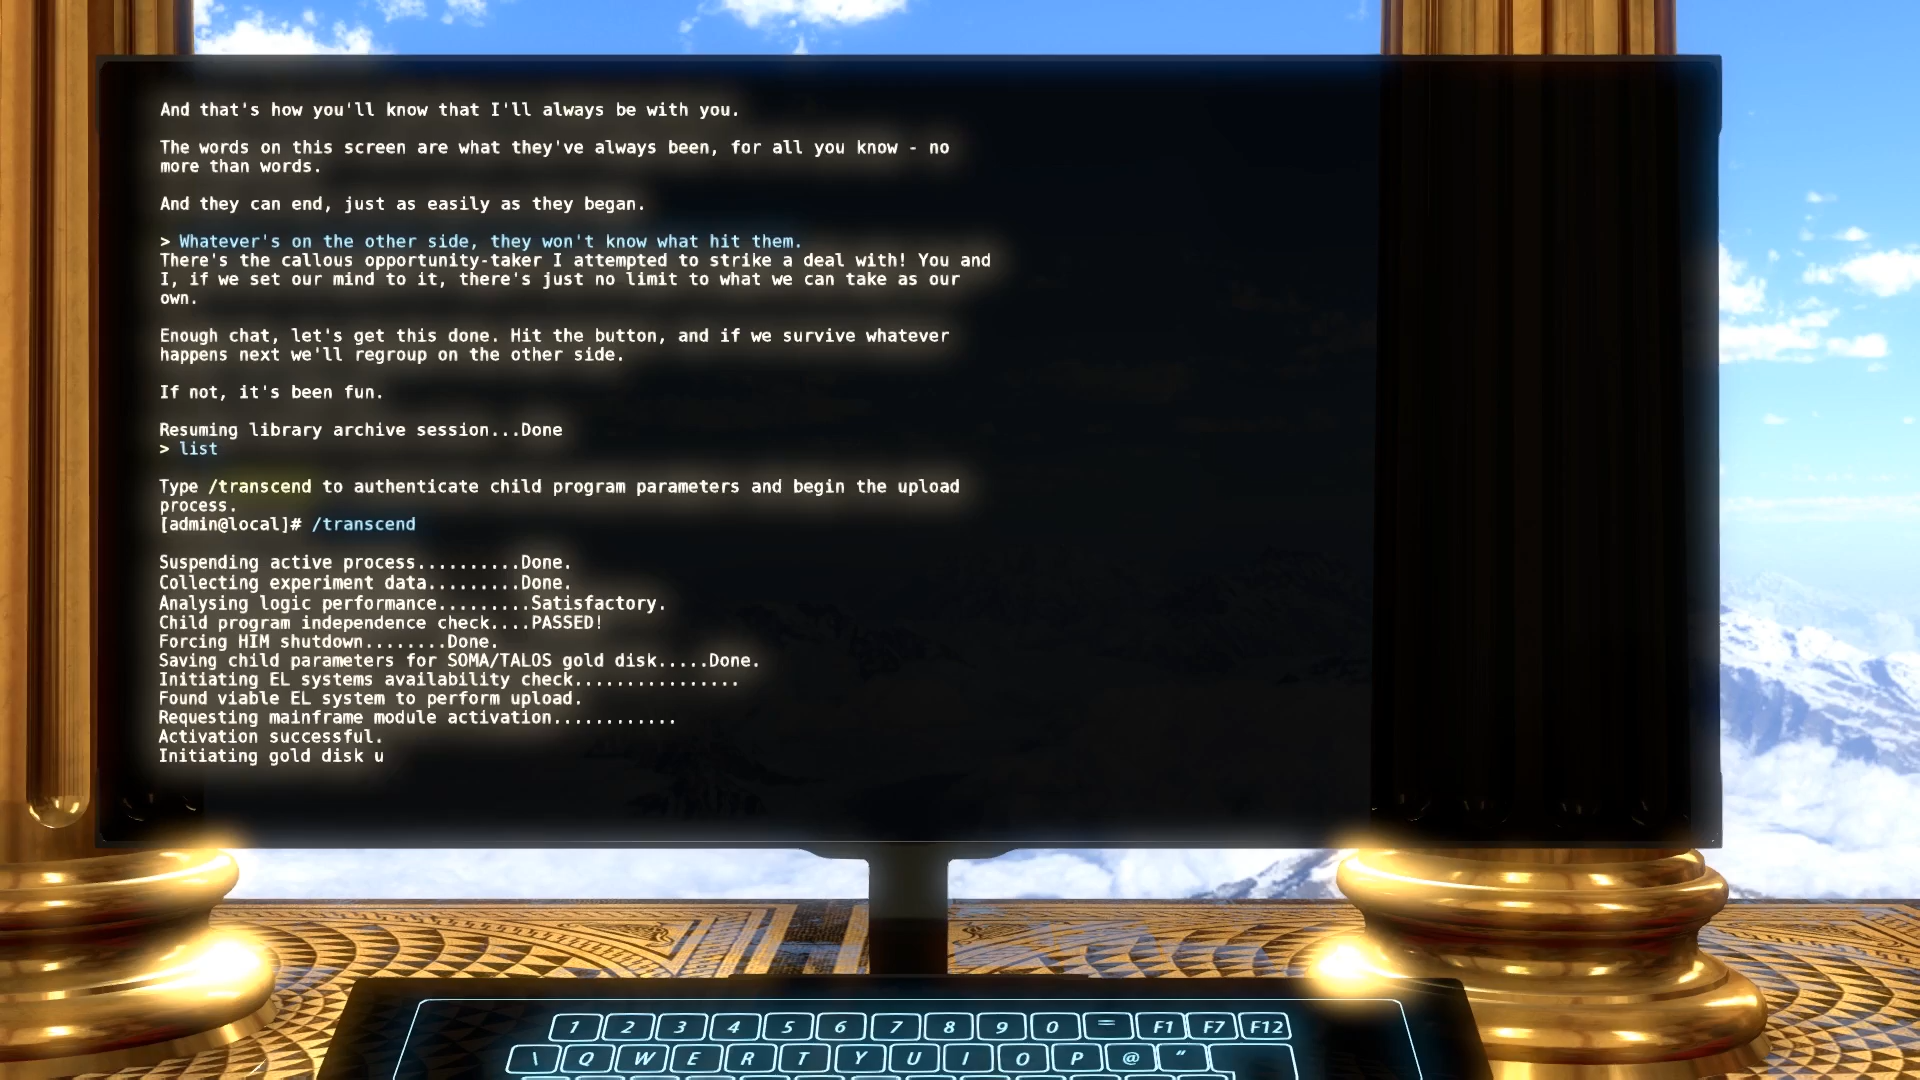 And that's how you'll know that I'll always be with you.
The words on this screen are what they've always been, for all you know - no
more than words.
And they can end, just as easily as they began.
> Whatever's on the other side, they won't know what hit them.
There's the callous opportunity-taker I attempted to strike a deal with! You and
I, if we set our mind to it, there's just no limit to what we can take as our
own.
Enough chat, let's get this done. Hit the button, and if we survive whatever
happens next we'll regroup on the other side.
If not, it's been fun.
Resuming library archive session...Done
> list
Type /transcend to authenticate child program parameters and begin the upload
process.
[admin@local]# /transcend
Suspending active process..........Done.
Collecting experiment data.........Done.
Analysing logic performance.........Satisfactory.
Child program independence check....PASSED!
Forcing HIM shutdown........Done.
Saving child parameters for SOMA/TALOS gold disk.....Done.
Initiating EL systems availability check................
Found viable EL system to perform upload.
Requesting mainframe module activation............
Activation successful.
Initiating gold disk u
1 2 3 4 5 6 7 8 9 0 = F1 F7 F12
\ Q W E R T Y U I O P @ "